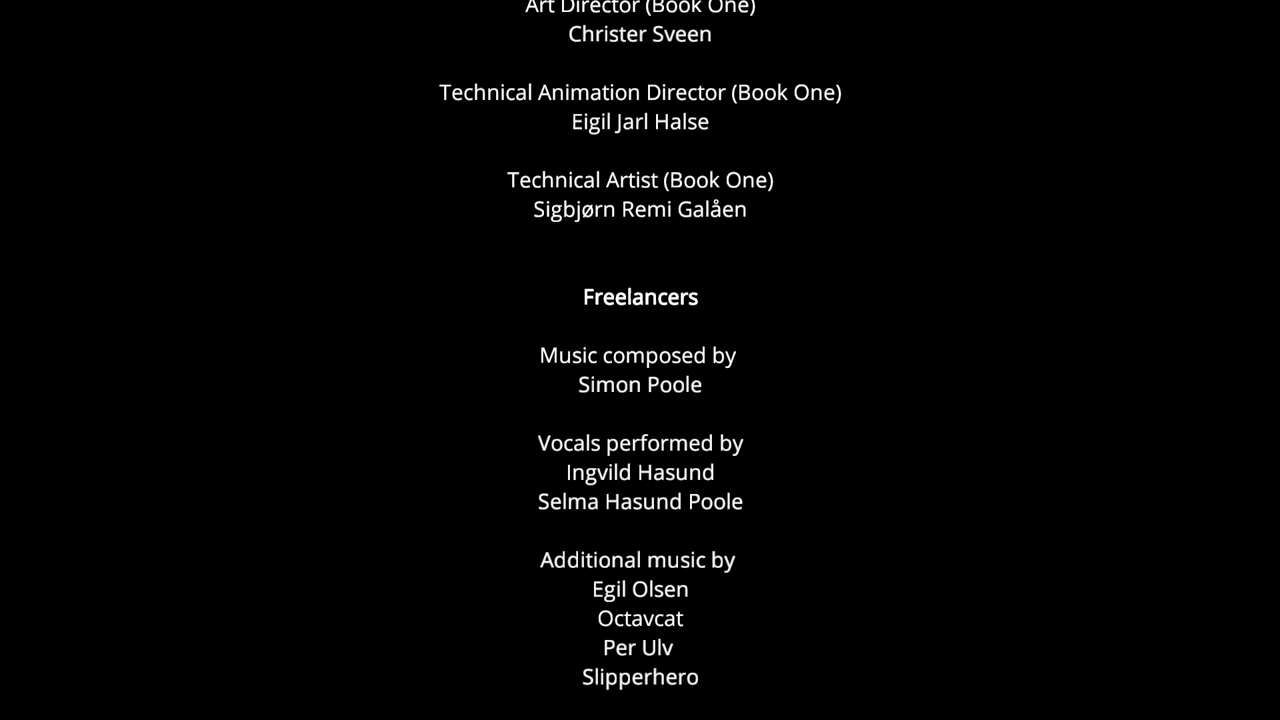 Art Director (Book One)
Christer Sveen
Technical Animation Director (Book One)
Eigil Jarl Halse
Technical Artist (Book One)
Sigbjørn Remi Galåen
Freelancers
Music composed by
Simon Poole
Vocals performed by
Ingvild Hasund
Selma Hasund Poole
Additional music by
Egil Olsen
Octavcat
Per Ulv
Slipperhero